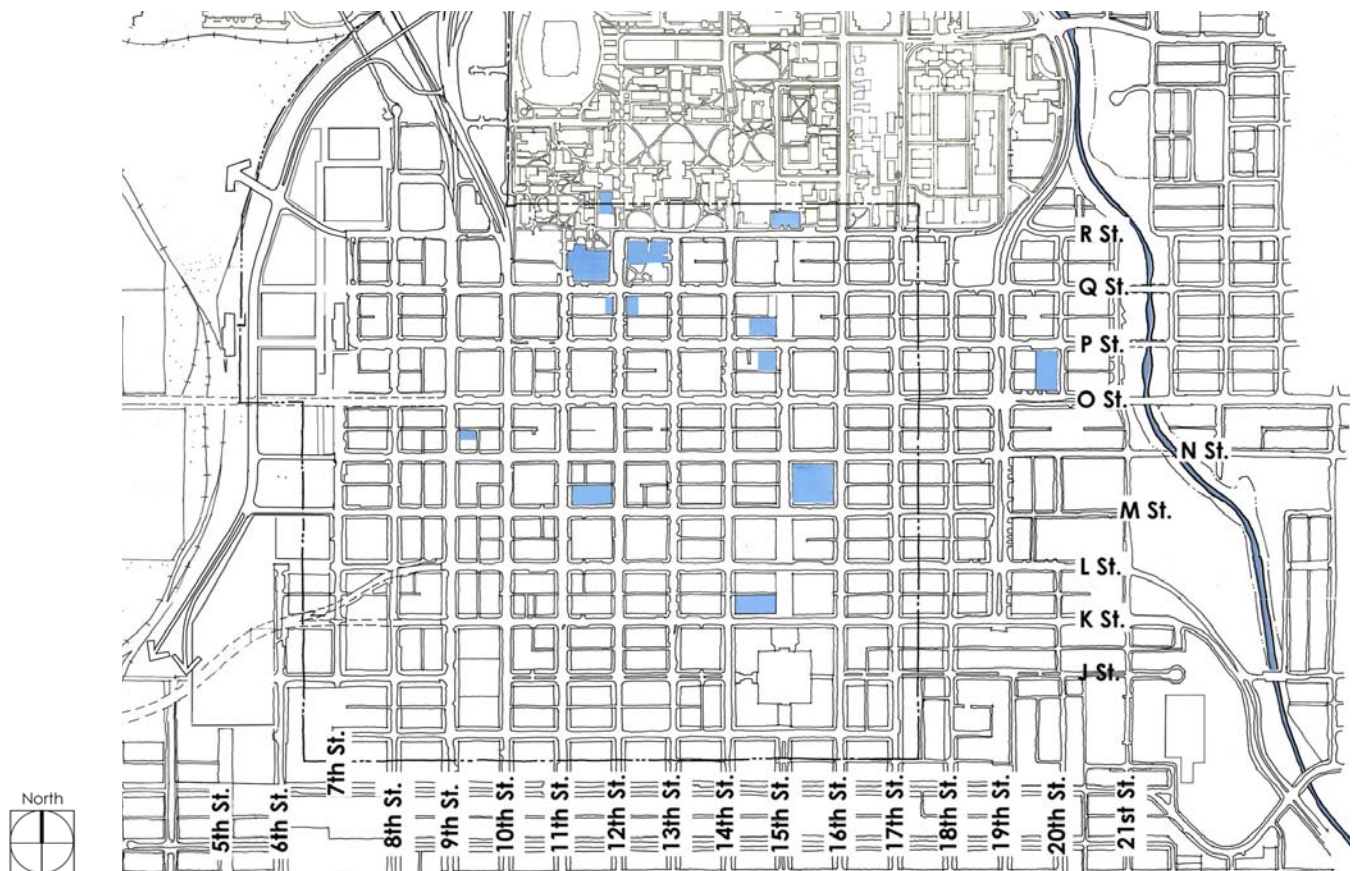 R St.
Q St.
P St.
O St.
N St.
M St.
L St.
K St.
J St.
North
5th St.
6th St.
7th St.
8th St.
9th St.
10th St.
11th St.
12th St.
13th St.
14th St.
15th St.
16th St.
17th St.
18th St.
19th St.
20th St.
21st St.